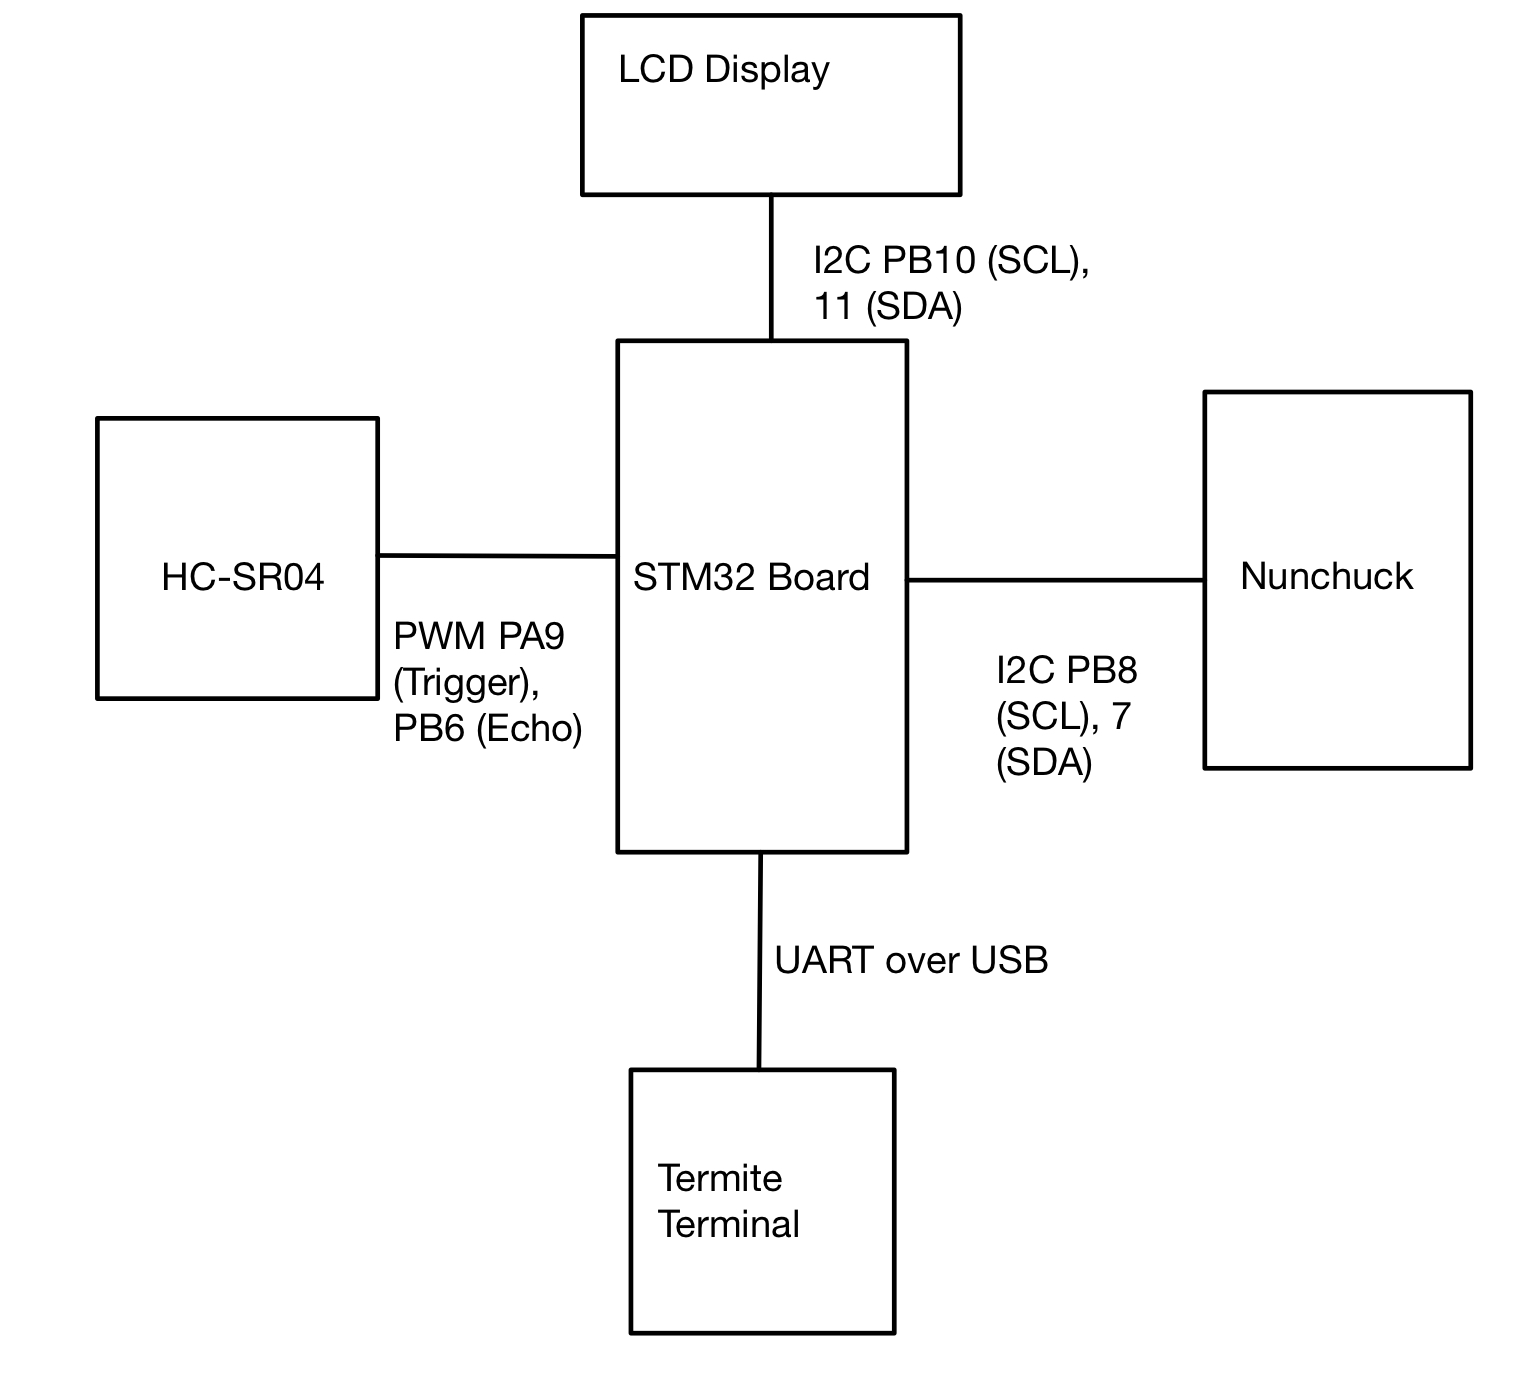 LCD Display
I2C PB10 (SCL),
11 (SDA)
HC-SR04
STM32 Board
Nunchuck
PWM PA9
(Trigger),
PB6 (Echo)
I2C PB8
(SCL), 7
(SDA)
UART over USB
Termite
Terminal